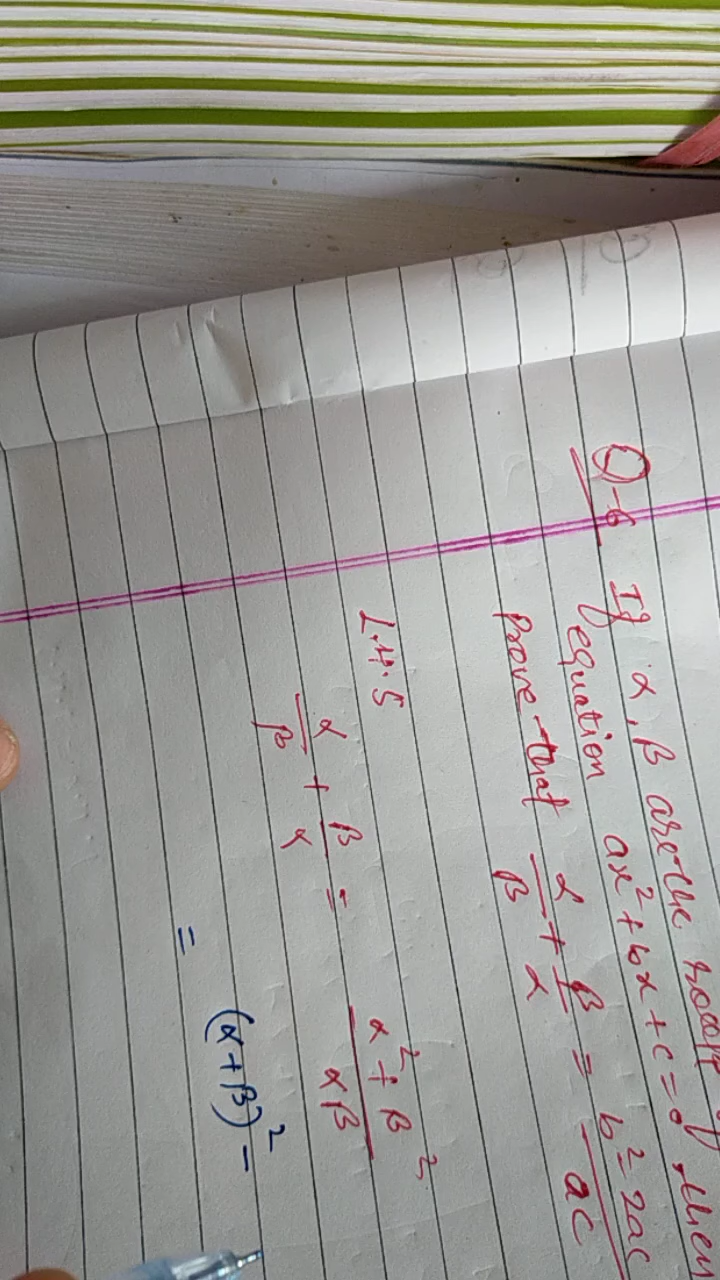 Q-6 If α, β are the roots of
equation ax² + bx + c = 0 then
Prove that α/β + β/α = b² - 2ac / ac
L.H.S
α/β + β/α = α² + β² / αβ
= (α + β)² -